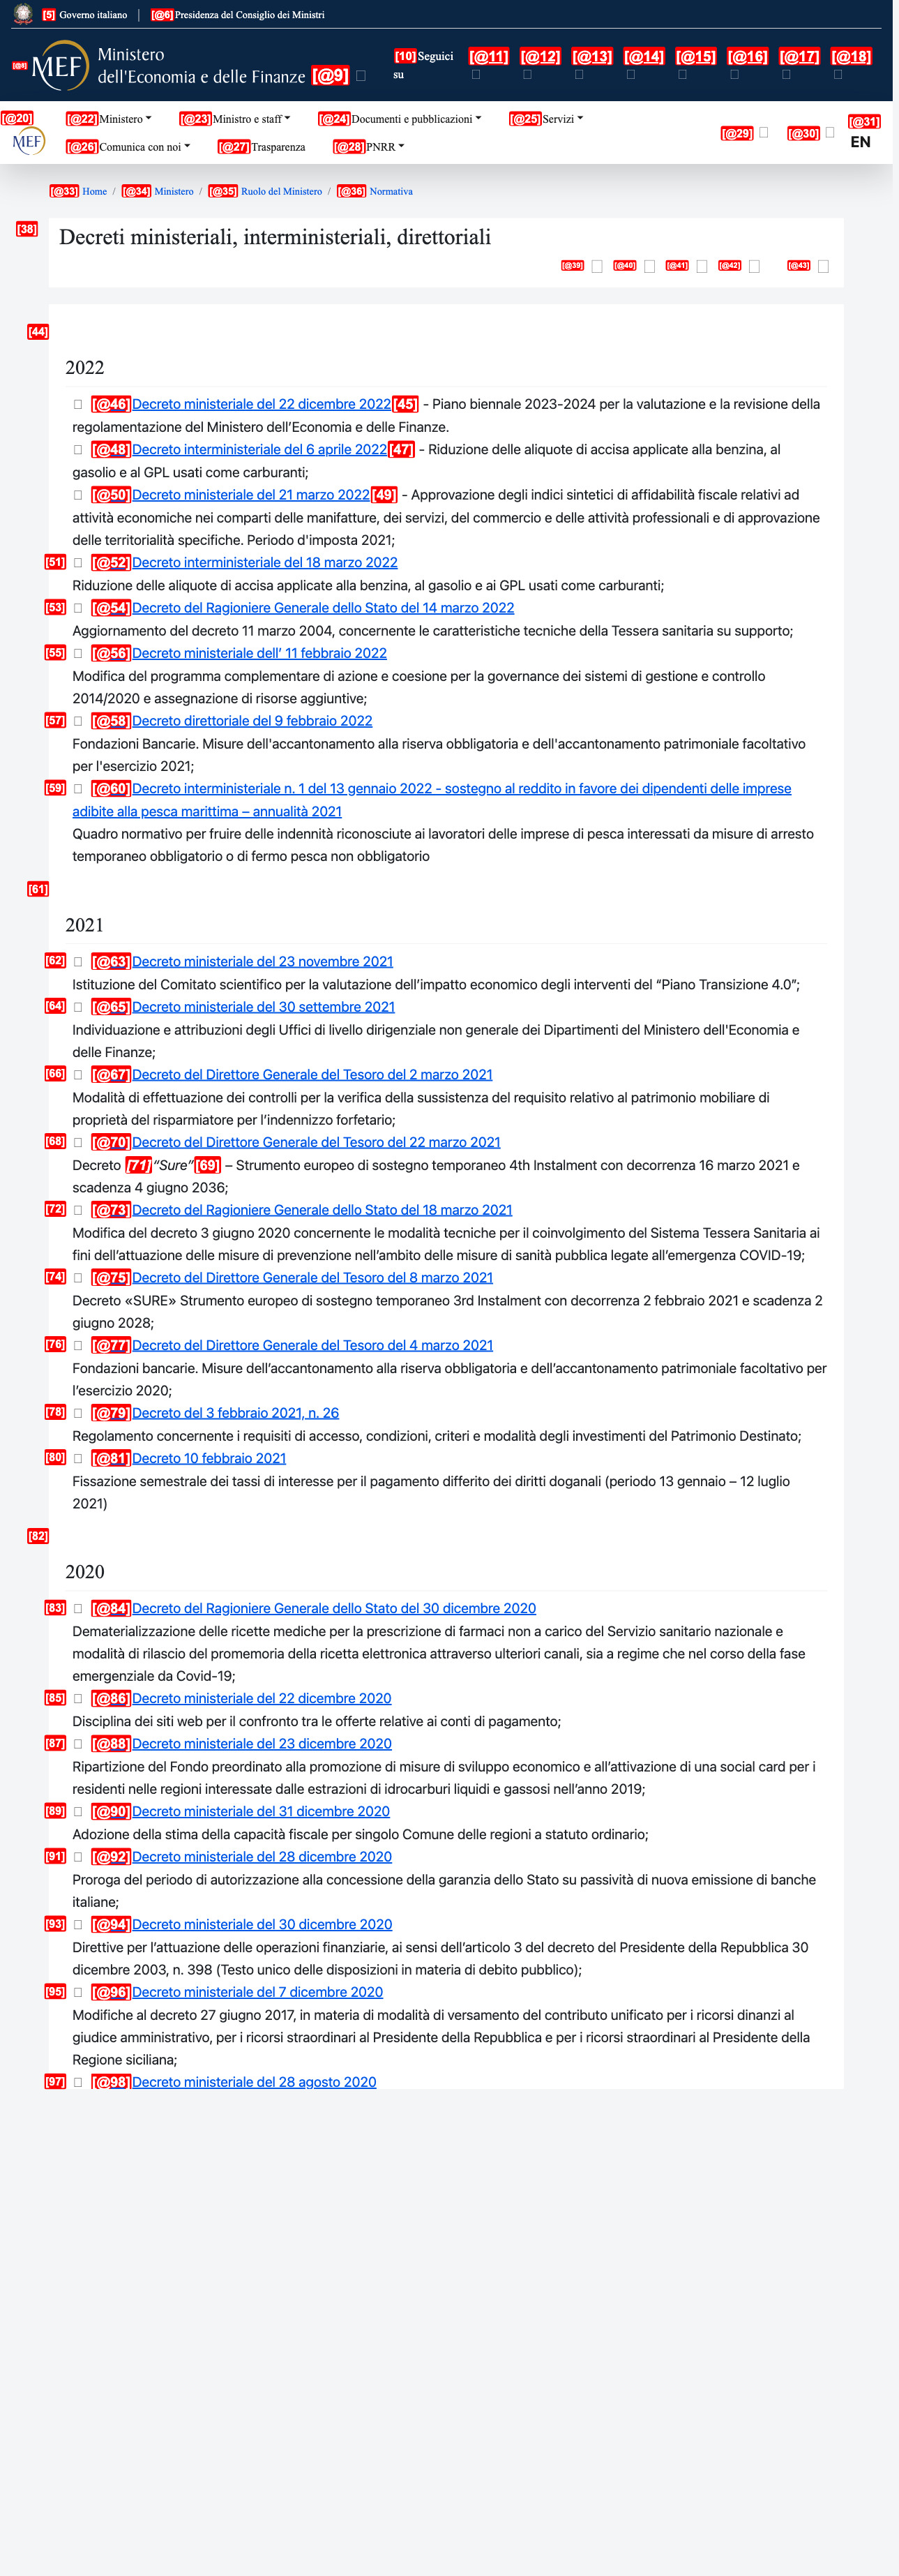 [5] Governo italiano [@6] Presidenza del Consiglio dei Ministri
[@8] MEF Ministero
dell'Economia e delle Finanze [@9]
[10] Seguici
su
[@11] [@12] [@13] [@14] [@15] [@16] [@17] [@18]
[@20] MEF
[@22] Ministero [@23] Ministro e staff [@24] Documenti e pubblicazioni [@25] Servizi
[@26] Comunica con noi [@27] Trasparenza [@28] PNRR
[@29] [@30] [@31] EN
[@33] Home / [@34] Ministero / [@35] Ruolo del Ministero / [@36] Normativa
[38] Decreti ministeriali, interministeriali, direttoriali
[@39] [@40] [@41] [@42] [@43]
[44]
2022
[@46]Decreto ministeriale del 22 dicembre 2022[45] - Piano biennale 2023-2024 per la valutazione e la revisione della
regolamentazione del Ministero dell’Economia e delle Finanze.
[@48]Decreto interministeriale del 6 aprile 2022[47] - Riduzione delle aliquote di accisa applicate alla benzina, al
gasolio e al GPL usati come carburanti;
[@50]Decreto ministeriale del 21 marzo 2022[49] - Approvazione degli indici sintetici di affidabilità fiscale relativi ad
attività economiche nei comparti delle manifatture, dei servizi, del commercio e delle attività professionali e di approvazione
delle territorialità specifiche. Periodo d'imposta 2021;
[51] [@52]Decreto interministeriale del 18 marzo 2022
Riduzione delle aliquote di accisa applicate alla benzina, al gasolio e ai GPL usati come carburanti;
[53] [@54]Decreto del Ragioniere Generale dello Stato del 14 marzo 2022
Aggiornamento del decreto 11 marzo 2004, concernente le caratteristiche tecniche della Tessera sanitaria su supporto;
[55] [@56]Decreto ministeriale dell’ 11 febbraio 2022
Modifica del programma complementare di azione e coesione per la governance dei sistemi di gestione e controllo
2014/2020 e assegnazione di risorse aggiuntive;
[57] [@58]Decreto direttoriale del 9 febbraio 2022
Fondazioni Bancarie. Misure dell'accantonamento alla riserva obbligatoria e dell'accantonamento patrimoniale facoltativo
per l'esercizio 2021;
[59] [@60]Decreto interministeriale n. 1 del 13 gennaio 2022 - sostegno al reddito in favore dei dipendenti delle imprese
adibite alla pesca marittima – annualità 2021
Quadro normativo per fruire delle indennità riconosciute ai lavoratori delle imprese di pesca interessati da misure di arresto
temporaneo obbligatorio o di fermo pesca non obbligatorio
[61]
2021
[62] [@63]Decreto ministeriale del 23 novembre 2021
Istituzione del Comitato scientifico per la valutazione dell’impatto economico degli interventi del “Piano Transizione 4.0”;
[64] [@65]Decreto ministeriale del 30 settembre 2021
Individuazione e attribuzioni degli Uffici di livello dirigenziale non generale dei Dipartimenti del Ministero dell'Economia e
delle Finanze;
[66] [@67]Decreto del Direttore Generale del Tesoro del 2 marzo 2021
Modalità di effettuazione dei controlli per la verifica della sussistenza del requisito relativo al patrimonio mobiliare di
proprietà del risparmiatore per l’indennizzo forfetario;
[68] [@70]Decreto del Direttore Generale del Tesoro del 22 marzo 2021
Decreto [71]“Sure”[69] – Strumento europeo di sostegno temporaneo 4th Instalment con decorrenza 16 marzo 2021 e
scadenza 4 giugno 2036;
[72] [@73]Decreto del Ragioniere Generale dello Stato del 18 marzo 2021
Modifica del decreto 3 giugno 2020 concernente le modalità tecniche per il coinvolgimento del Sistema Tessera Sanitaria ai
fini dell’attuazione delle misure di prevenzione nell’ambito delle misure di sanità pubblica legate all’emergenza COVID-19;
[74] [@75]Decreto del Direttore Generale del Tesoro del 8 marzo 2021
Decreto «SURE» Strumento europeo di sostegno temporaneo 3rd Instalment con decorrenza 2 febbraio 2021 e scadenza 2
giugno 2028;
[76] [@77]Decreto del Direttore Generale del Tesoro del 4 marzo 2021
Fondazioni bancarie. Misure dell’accantonamento alla riserva obbligatoria e dell’accantonamento patrimoniale facoltativo per
l’esercizio 2020;
[78] [@79]Decreto del 3 febbraio 2021, n. 26
Regolamento concernente i requisiti di accesso, condizioni, criteri e modalità degli investimenti del Patrimonio Destinato;
[80] [@81]Decreto 10 febbraio 2021
Fissazione semestrale dei tassi di interesse per il pagamento differito dei diritti doganali (periodo 13 gennaio – 12 luglio
2021)
[82]
2020
[83] [@84]Decreto del Ragioniere Generale dello Stato del 30 dicembre 2020
Dematerializzazione delle ricette mediche per la prescrizione di farmaci non a carico del Servizio sanitario nazionale e
modalità di rilascio del promemoria della ricetta elettronica attraverso ulteriori canali, sia a regime che nel corso della fase
emergenziale da Covid-19;
[85] [@86]Decreto ministeriale del 22 dicembre 2020
Disciplina dei siti web per il confronto tra le offerte relative ai conti di pagamento;
[87] [@88]Decreto ministeriale del 23 dicembre 2020
Ripartizione del Fondo preordinato alla promozione di misure di sviluppo economico e all’attivazione di una social card per i
residenti nelle regioni interessate dalle estrazioni di idrocarburi liquidi e gassosi nell’anno 2019;
[89] [@90]Decreto ministeriale del 31 dicembre 2020
Adozione della stima della capacità fiscale per singolo Comune delle regioni a statuto ordinario;
[91] [@92]Decreto ministeriale del 28 dicembre 2020
Proroga del periodo di autorizzazione alla concessione della garanzia dello Stato su passività di nuova emissione di banche
italiane;
[93] [@94]Decreto ministeriale del 30 dicembre 2020
Direttive per l’attuazione delle operazioni finanziarie, ai sensi dell’articolo 3 del decreto del Presidente della Repubblica 30
dicembre 2003, n. 398 (Testo unico delle disposizioni in materia di debito pubblico);
[95] [@96]Decreto ministeriale del 7 dicembre 2020
Modifiche al decreto 27 giugno 2017, in materia di modalità di versamento del contributo unificato per i ricorsi dinanzi al
giudice amministrativo, per i ricorsi straordinari al Presidente della Repubblica e per i ricorsi straordinari al Presidente della
Regione siciliana;
[97] [@98]Decreto ministeriale del 28 agosto 2020